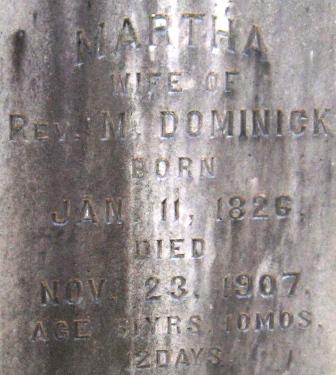 MARTHA
WIFE OF
REV. M. DOMINICK
BORN
JAN. 11, 1826.
DIED
NOV. 23, 1907.
AGE 81YRS. 10MOS.
12DAYS.